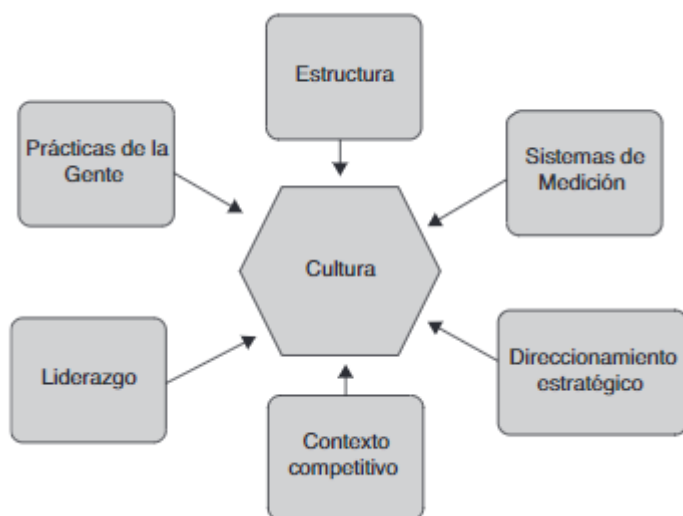 Estructura
Prácticas de la
Gente
Sistemas de
Medición
Cultura
Liderazgo
Direccionamiento
estratégico
Contexto
competitivo